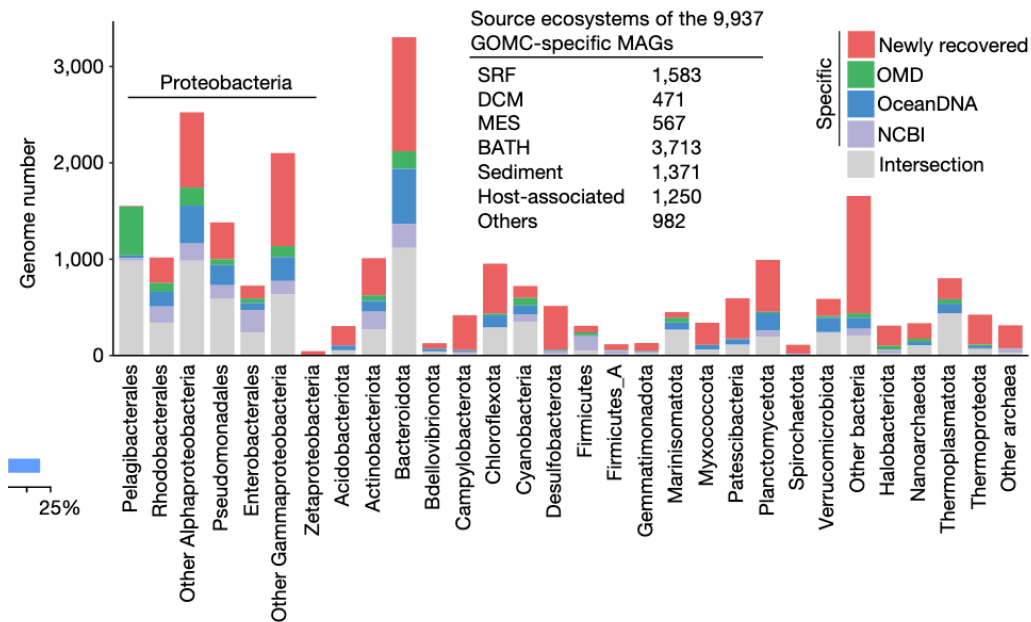 Source ecosystems of the 9,937
GOMC-specific MAGs
SRF 1,583
DCM 471
MES 567
BATH 3,713
Sediment 1,371
Host-associated 1,250
Others 982
Specific
Newly recovered
OMD
OceanDNA
NCBI
Intersection
Proteobacteria
Genome number
3,000
2,000
1,000
0
25%
Pelagibacterales
Rhodobacterales
Other Alphaproteobacteria
Pseudomonadales
Enterobacterales
Other Gammaproteobacteria
Zetaproteobacteria
Acidobacteriota
Actinobacteriota
Bacteroidota
Bdellovibrionota
Campylobacterota
Chloroflexota
Cyanobacteria
Desulfobacterota
Firmicutes
Firmicutes_A
Gemmatimonadota
Marinisomatota
Myxococcota
Patescibacteria
Planctomycetota
Spirochaetota
Verrucomicrobiota
Other bacteria
Halobacteriota
Nanoarchaeota
Thermoplasmatota
Thermoproteota
Other archaea